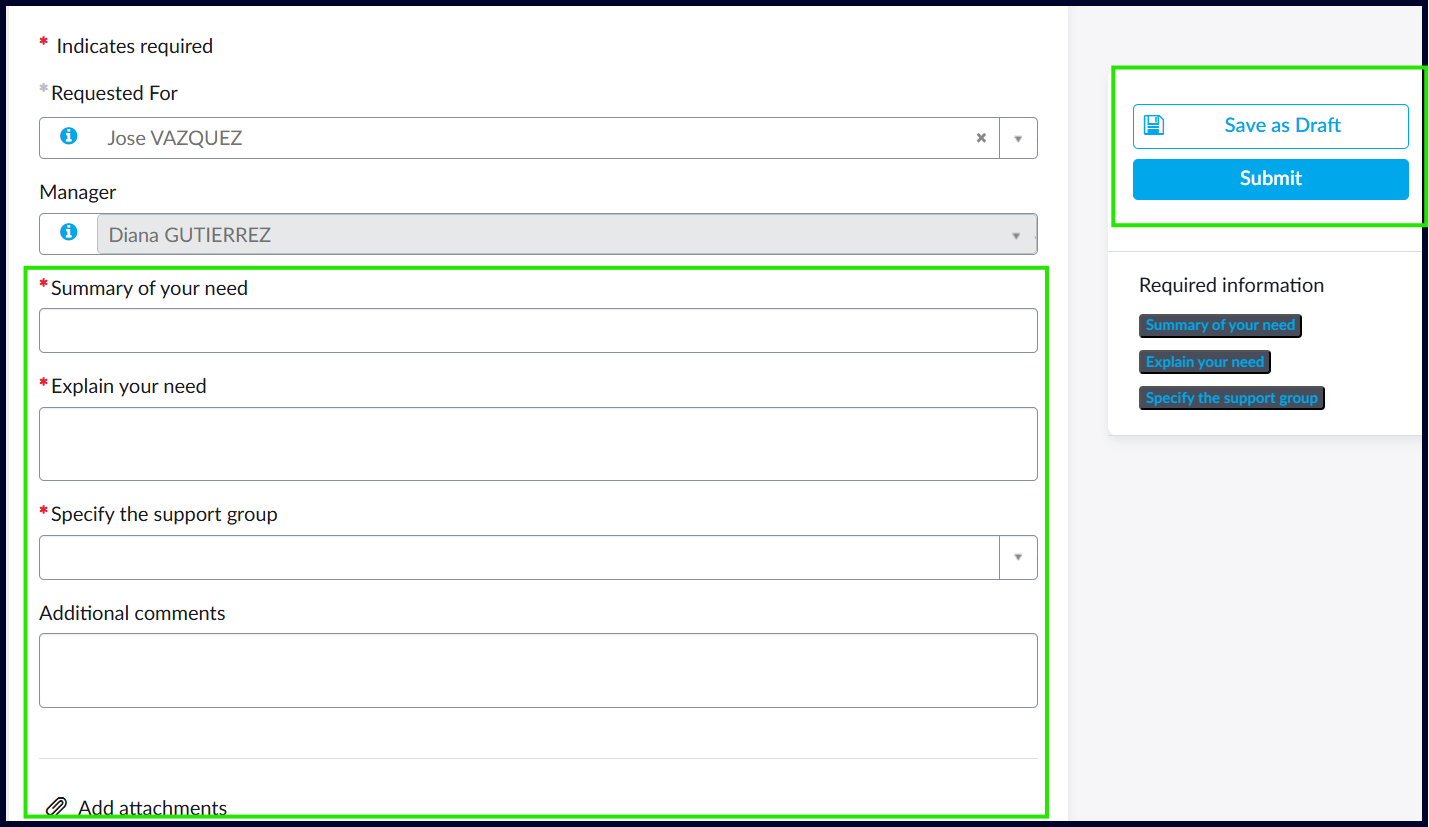 * Indicates required
*Requested For
Jose VAZQUEZ
Manager
Diana GUTIERREZ
*Summary of your need
*Explain your need
*Specify the support group
Additional comments
Add attachments
Save as Draft
Submit
Required information
Summary of your need
Explain your need
Specify the support group